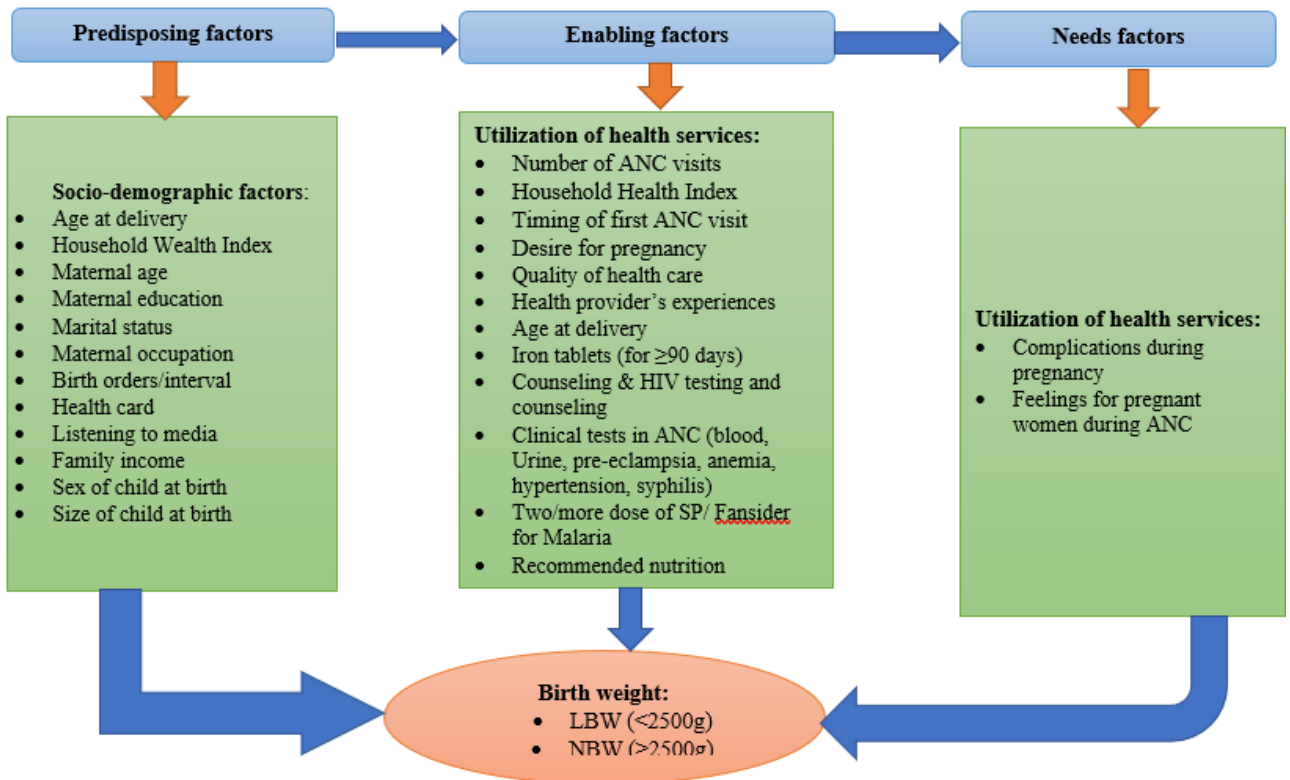 Predisposing factors
Enabling factors
Needs factors
Socio-demographic factors:
• Age at delivery
• Household Wealth Index
• Maternal age
• Maternal education
• Marital status
• Maternal occupation
• Birth orders/interval
• Health card
• Listening to media
• Family income
• Sex of child at birth
• Size of child at birth
Utilization of health services:
• Number of ANC visits
• Household Health Index
• Timing of first ANC visit
• Desire for pregnancy
• Quality of health care
• Health provider's experiences
• Age at delivery
• Iron tablets (for ≥90 days)
• Counseling & HIV testing and
counseling
• Clinical tests in ANC (blood,
Urine, pre-eclampsia, anemia,
hypertension, syphilis)
• Two/more dose of SP/ Fansider
for Malaria
• Recommended nutrition
Utilization of health services:
• Complications during
pregnancy
• Feelings for pregnant
women during ANC
Birth weight:
• LBW (<2500g)
• NBW